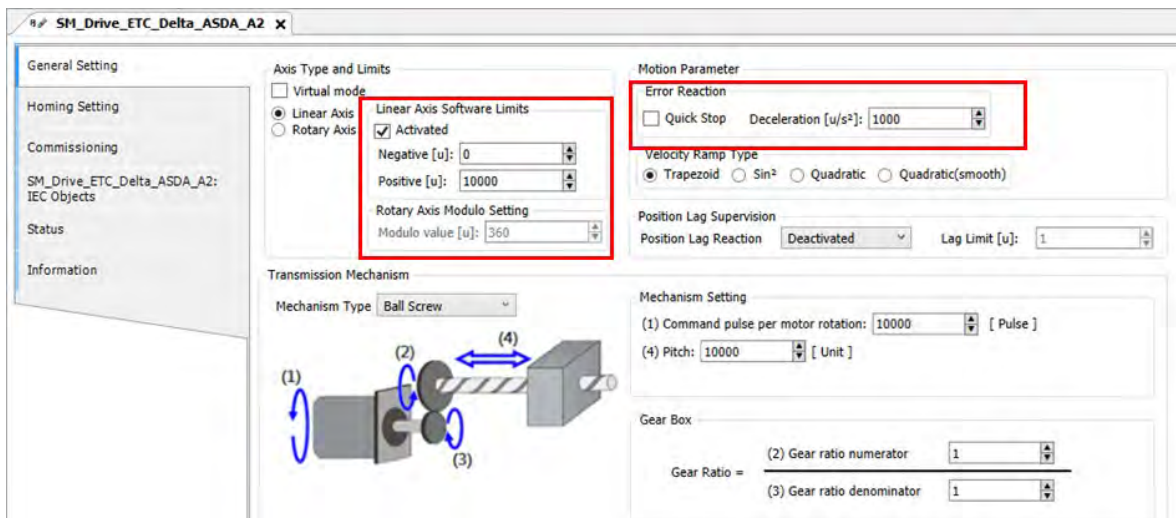 SM_Drive_ETC_Delta_ASDA_A2 X
General Setting
Homing Setting
Commissioning
SM_Drive_ETC_Delta_ASDA_A2:
IEC Objects
Status
Information
Axis Type and Limits
Virtual mode
Linear Axis
Rotary Axis
Linear Axis Software Limits
Activated
Negative [u]: 0
Positive [u]: 10000
Rotary Axis Modulo Setting
Modulo value [u]: 360
Motion Parameter
Error Reaction
Quick Stop Deceleration [u/s²]: 1000
Velocity Ramp Type
Trapezoid Sin² Quadratic Quadratic(smooth)
Position Lag Supervision
Position Lag Reaction Deactivated Lag Limit [u]: 1
Transmission Mechanism
Mechanism Type Ball Screw
(1)
(2)
(4)
(3)
Mechanism Setting
(1) Command pulse per motor rotation: 10000 [ Pulse ]
(4) Pitch: 10000 [ Unit ]
Gear Box
Gear Ratio =
(2) Gear ratio numerator 1
(3) Gear ratio denominator 1